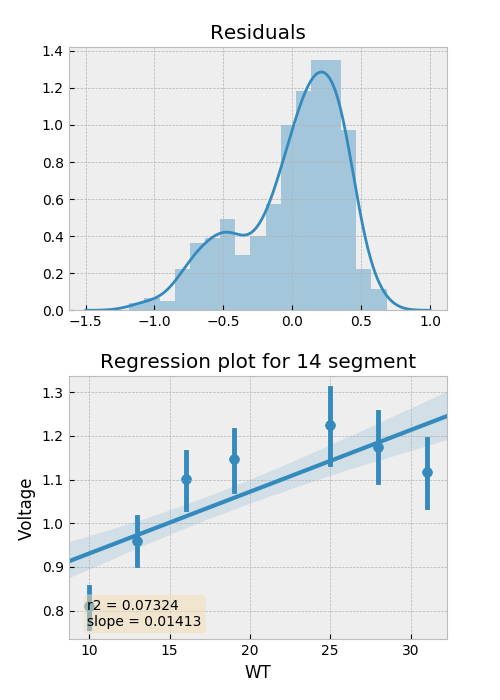 Residuals
1.4
1.2
1.0
0.8
0.6
0.4
0.2
0.0
−1.5 −1.0 −0.5 0.0 0.5 1.0
Regression plot for 14 segment
1.3
1.2
1.1
1.0
0.9
0.8
Voltage
r2 = 0.07324
slope = 0.01413
10 15 20 25 30
WT